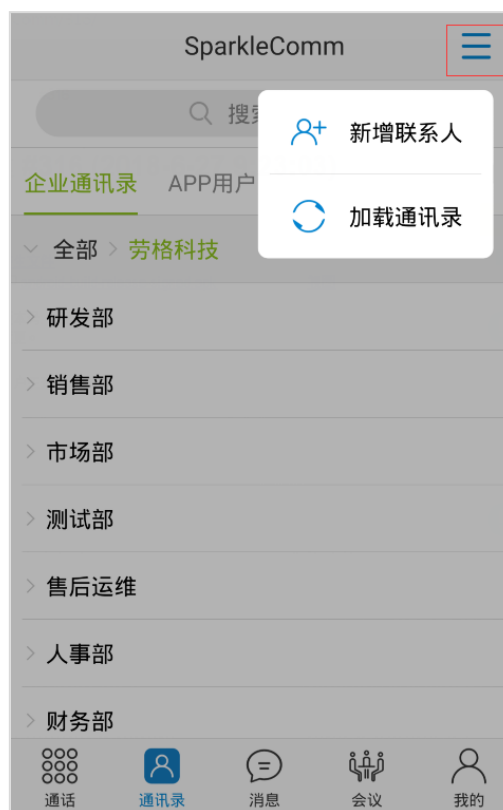 SparkleComm
搜
新增联系人
企业通讯录 APP用户
加载通讯录
全部 劳格科技
研发部
销售部
市场部
测试部
售后运维
人事部
财务部
通话 通讯录 消息 会议 我的